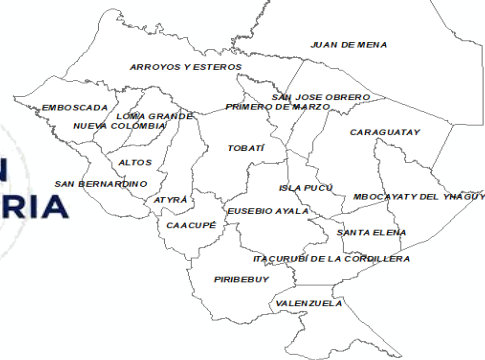 JUAN DE MENA
ARROYOS Y ESTEROS
SAN JOSE OBRERO
EMBOSCADA
PRIMERO DE MARZO
LOMA GRANDE
NUEVA COLOMBIA
CARAGUATAY
TOBATÍ
ALTOS
N
SAN BERNARDINO
ISLA PUCÚ
MBOCAYATY DEL YHAGUY
ATYRÁ
RIA
EUSEBIO AYALA
CAACUPÉ
SANTA ELENA
ITACURUBÍ DE LA CORDILLERA
PIRIBEBUY
VALENZUELA